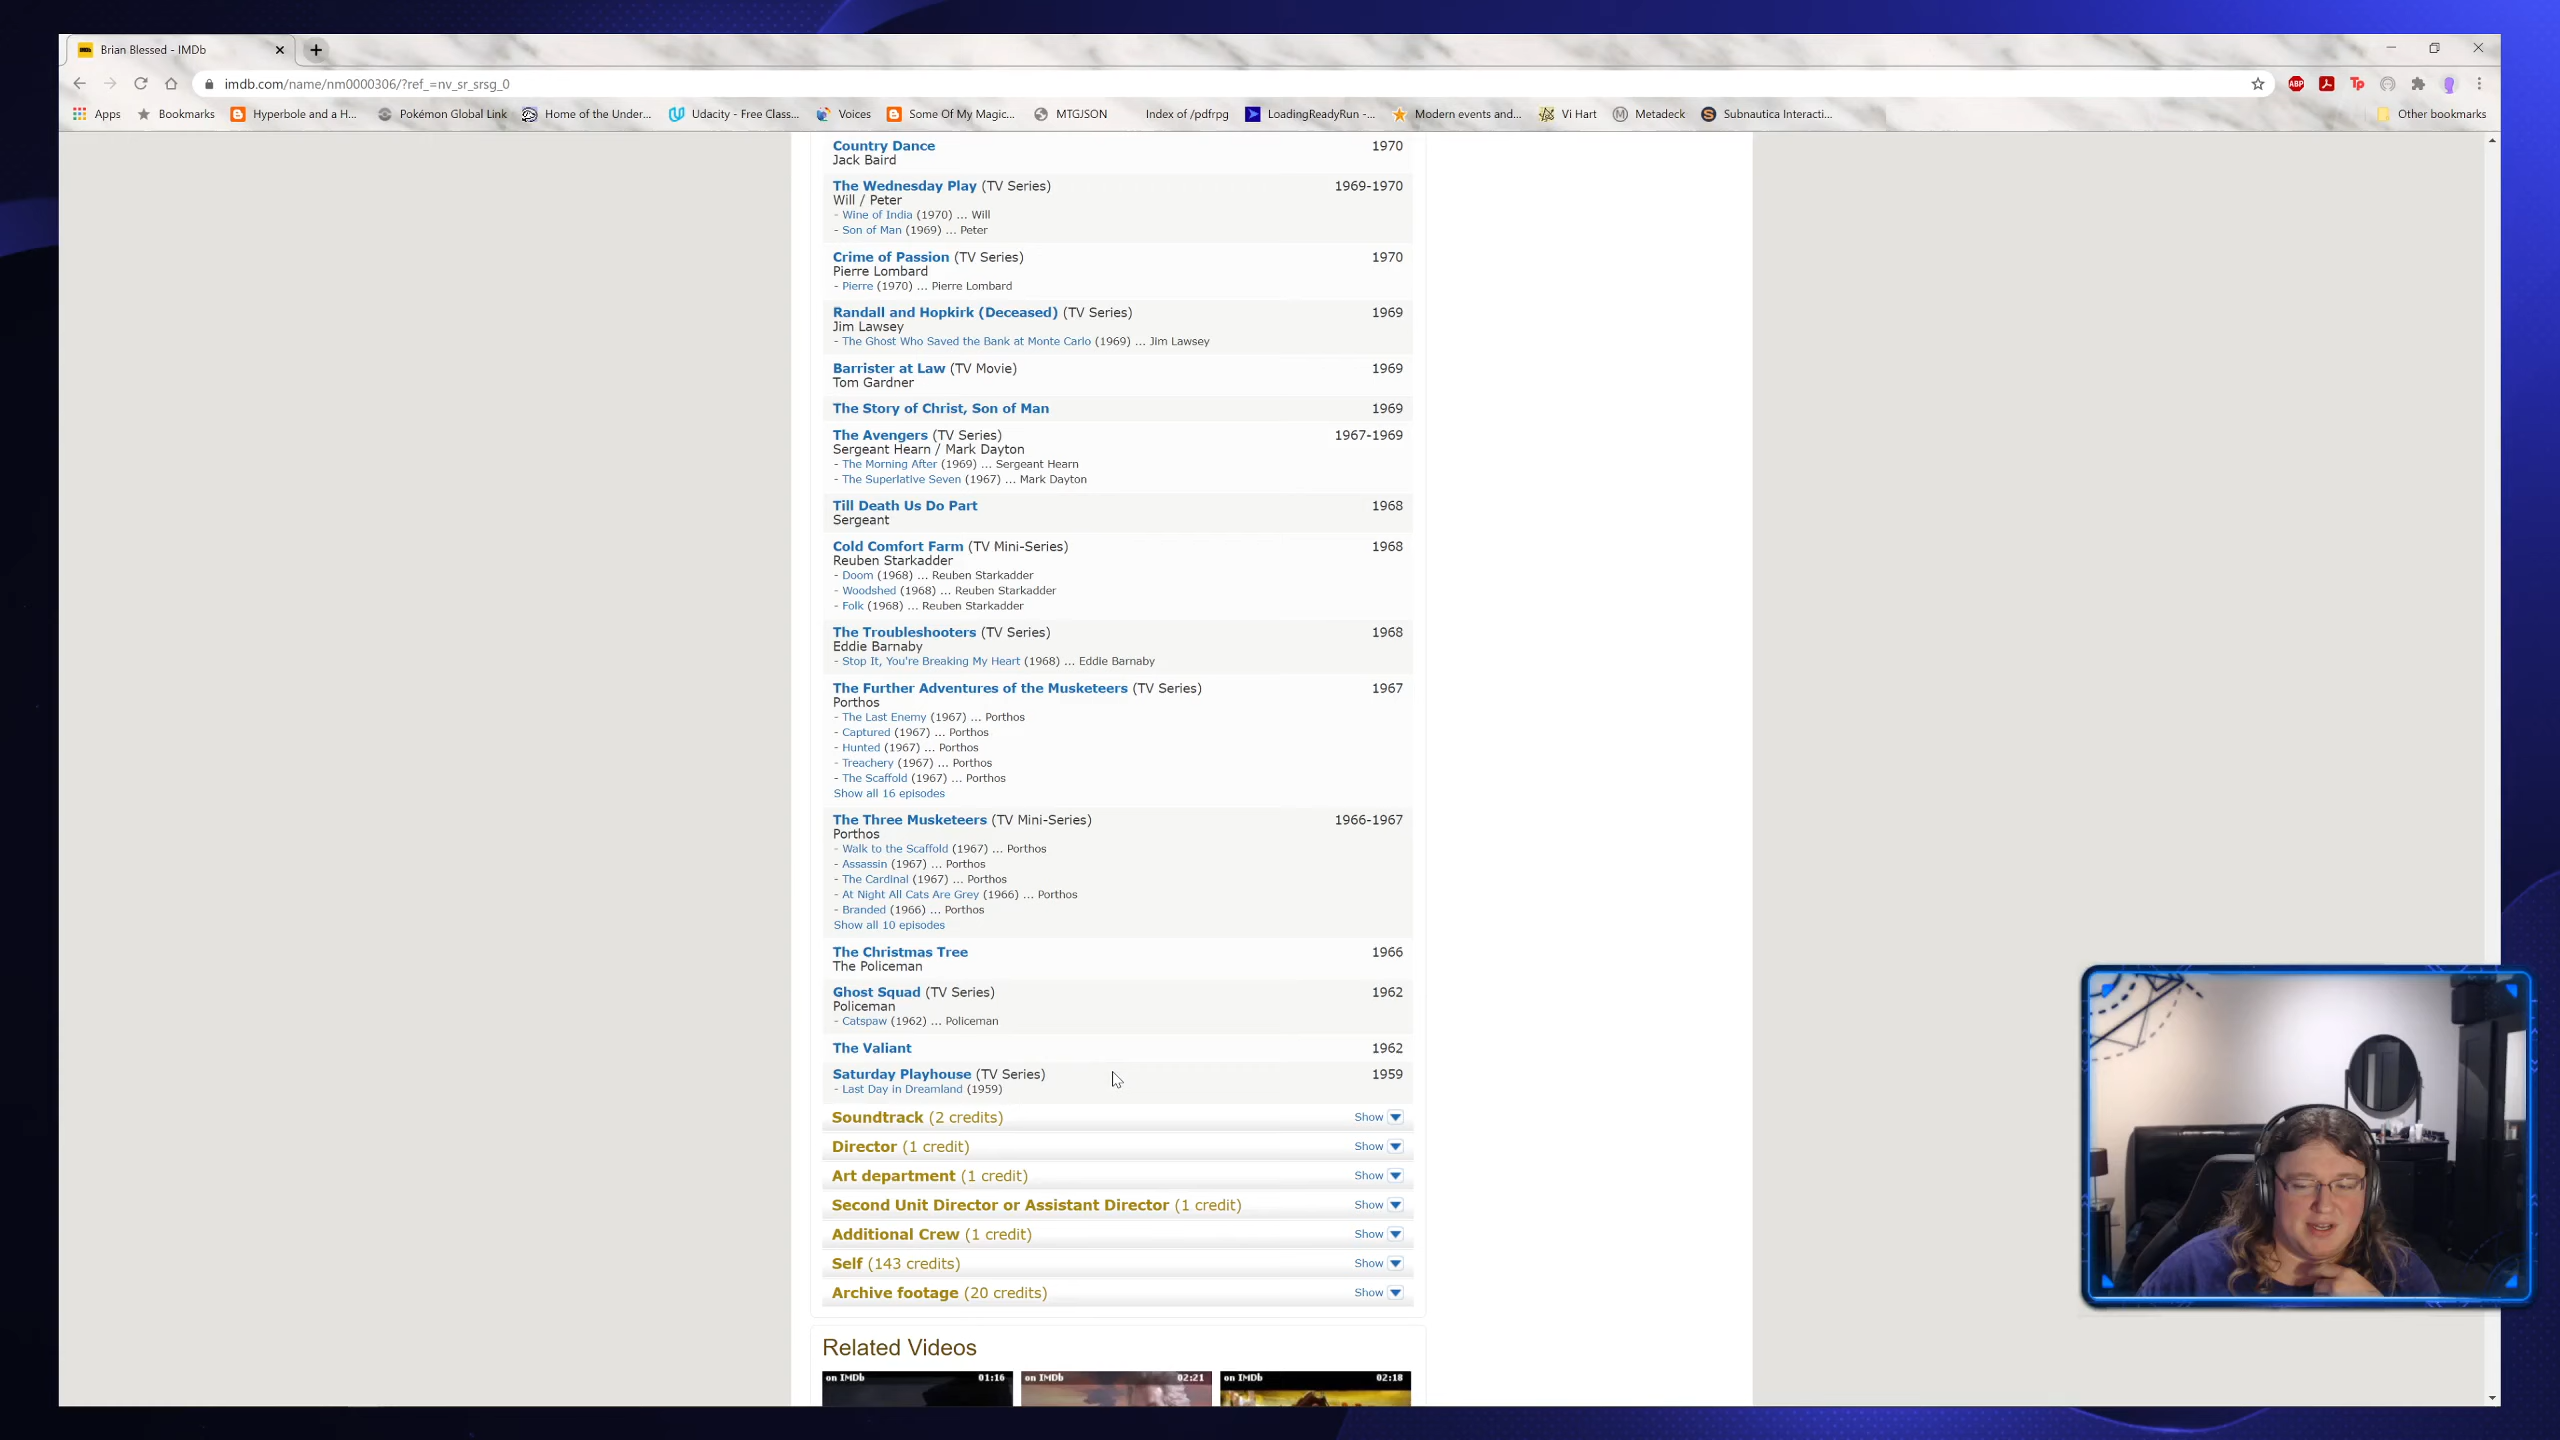 Brian Blessed - IMDb
imdb.com/name/nm0000306/?ref_=nv_sr_srsg_0
ABP
Tp
Apps Bookmarks Hyperbole and a H... Pokémon Global Link Home of the Under... Udacity - Free Class... Voices Some Of My Magic... MTGJSON Index of /pdfrpg LoadingReadyRun -... Modern events and... Vi Hart Metadeck Subnautica Interacti... Other bookmarks
Country Dance 1970
Jack Baird
The Wednesday Play (TV Series) 1969-1970
Will / Peter
- Wine of India (1970) ... Will
- Son of Man (1969) ... Peter
Crime of Passion (TV Series) 1970
Pierre Lombard
- Pierre (1970) ... Pierre Lombard
Randall and Hopkirk (Deceased) (TV Series) 1969
Jim Lawsey
- The Ghost Who Saved the Bank at Monte Carlo (1969) ... Jim Lawsey
Barrister at Law (TV Movie) 1969
Tom Gardner
The Story of Christ, Son of Man 1969
The Avengers (TV Series) 1967-1969
Sergeant Hearn / Mark Dayton
- The Morning After (1969) ... Sergeant Hearn
- The Superlative Seven (1967) ... Mark Dayton
Till Death Us Do Part 1968
Sergeant
Cold Comfort Farm (TV Mini-Series) 1968
Reuben Starkadder
- Doom (1968) ... Reuben Starkadder
- Woodshed (1968) ... Reuben Starkadder
- Folk (1968) ... Reuben Starkadder
The Troubleshooters (TV Series) 1968
Eddie Barnaby
- Stop It, You're Breaking My Heart (1968) ... Eddie Barnaby
The Further Adventures of the Musketeers (TV Series) 1967
Porthos
- The Last Enemy (1967) ... Porthos
- Captured (1967) ... Porthos
- Hunted (1967) ... Porthos
- Treachery (1967) ... Porthos
- The Scaffold (1967) ... Porthos
Show all 16 episodes
The Three Musketeers (TV Mini-Series) 1966-1967
Porthos
- Walk to the Scaffold (1967) ... Porthos
- Assassin (1967) ... Porthos
- The Cardinal (1967) ... Porthos
- At Night All Cats Are Grey (1966) ... Porthos
- Branded (1966) ... Porthos
Show all 10 episodes
The Christmas Tree 1966
The Policeman
Ghost Squad (TV Series) 1962
Policeman
- Catspaw (1962) ... Policeman
The Valiant 1962
Saturday Playhouse (TV Series) 1959
- Last Day in Dreamland (1959)
Soundtrack (2 credits) Show
Director (1 credit) Show
Art department (1 credit) Show
Second Unit Director or Assistant Director (1 credit) Show
Additional Crew (1 credit) Show
Self (143 credits) Show
Archive footage (20 credits) Show
Related Videos
on IMDb 01:16 on IMDb 02:21 on IMDb 02:18